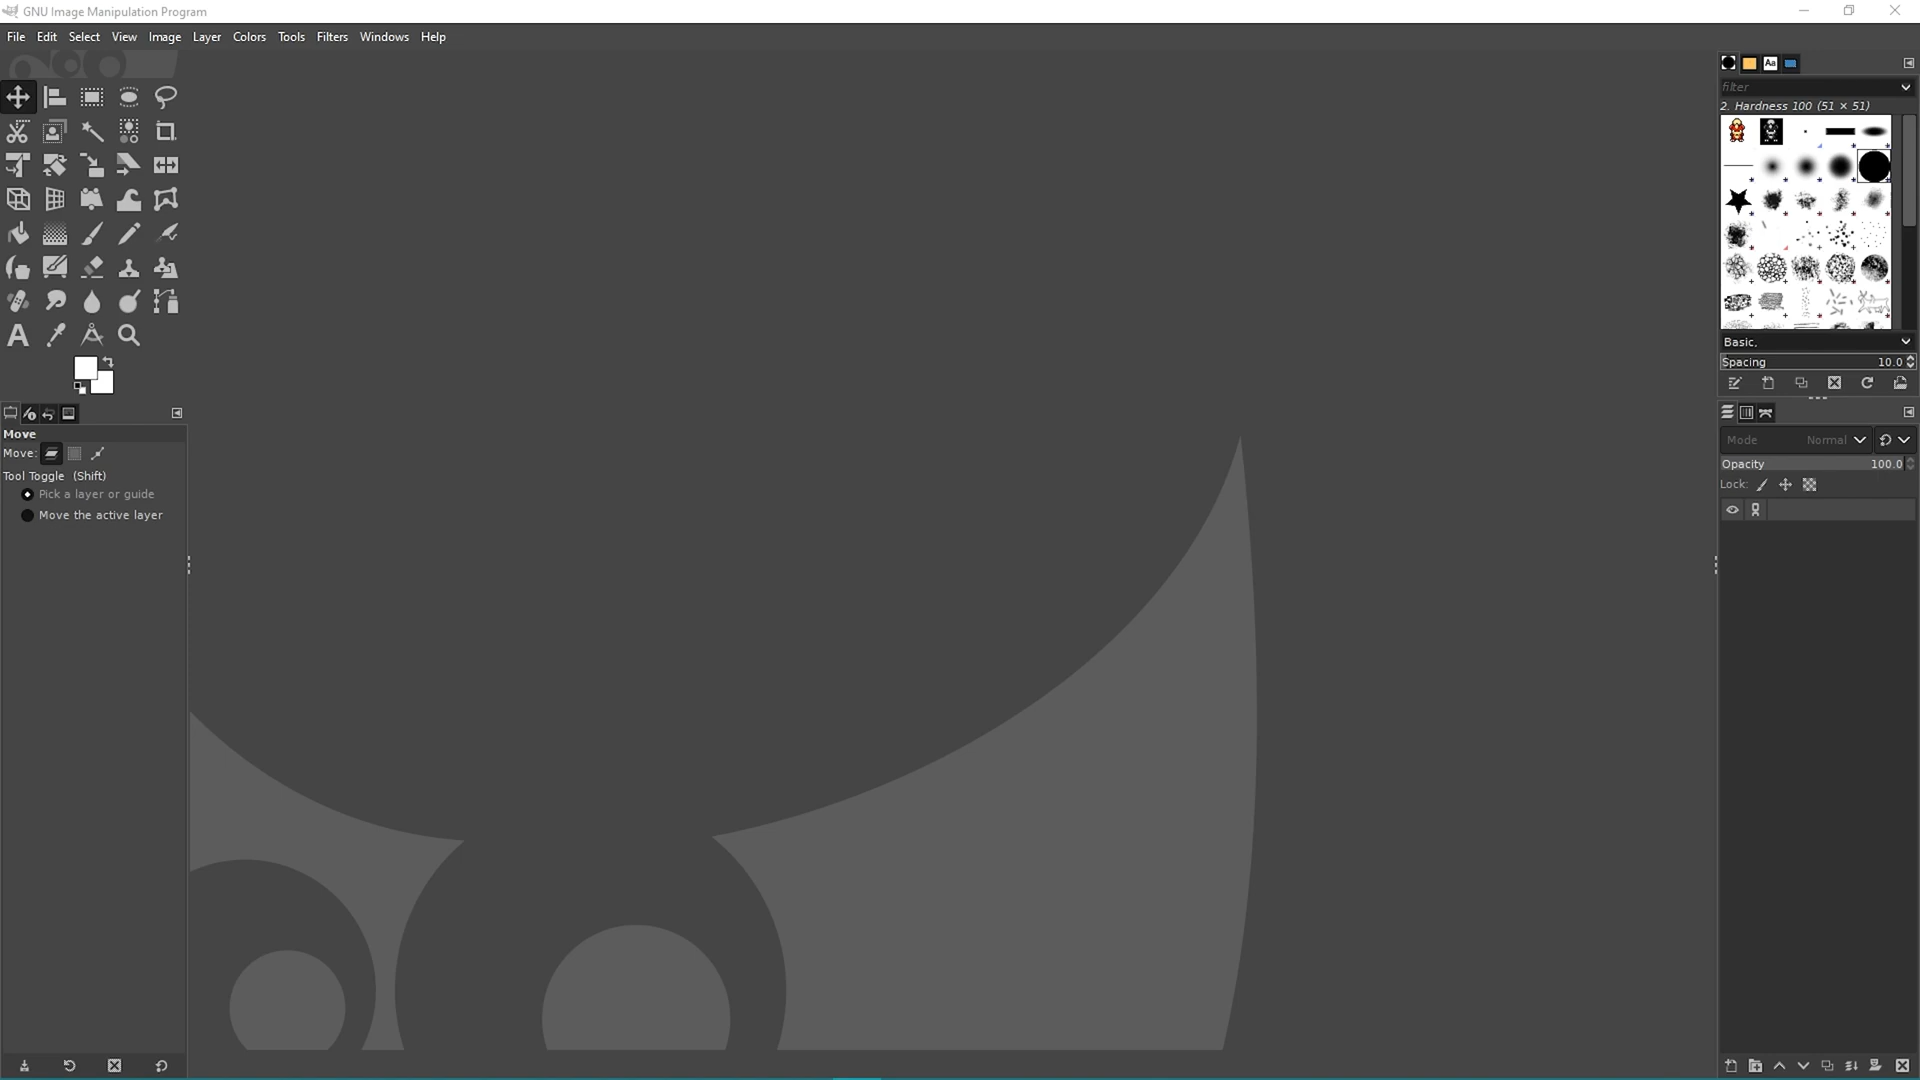 GNU Image Manipulation Program
File Edit Select View Image Layer Colors Tools Filters Windows Help
filter
2. Hardness 100 (51 × 51)
Basic,
Spacing 10.0
Move
Move:
Tool Toggle (Shift)
Pick a layer or guide
Move the active layer
Mode Normal
Opacity 100.0
Lock:
Aa